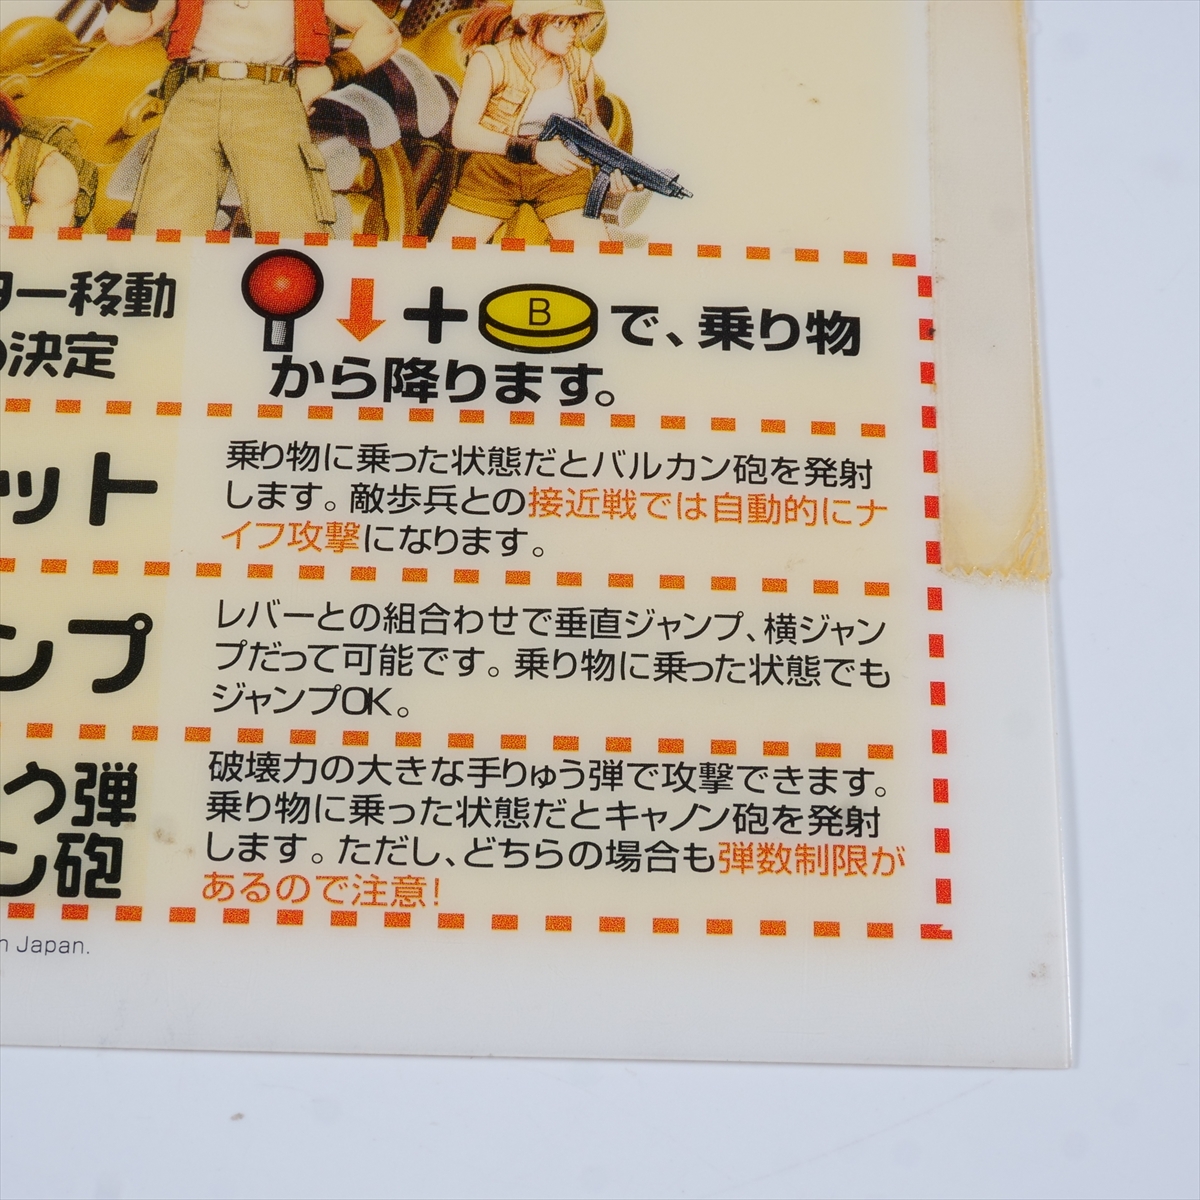 ター移動
の決定
B で、乗り物
から降ります。
ット
乗り物に乗った状態だとバルカン砲を発射
します。敵歩兵との接近戦では自動的にナ
イフ攻撃になります。
ンプ
レバーとの組合わせで垂直ジャンプ、横ジャン
プだって可能です。乗り物に乗った状態でも
ジャンプOK。
う弾
ン砲
破壊力の大きな手りゅう弾で攻撃できます。
乗り物に乗った状態だとキャノン砲を発射
します。ただし、どちらの場合も弾数制限が
あるので注意!
n Japan.